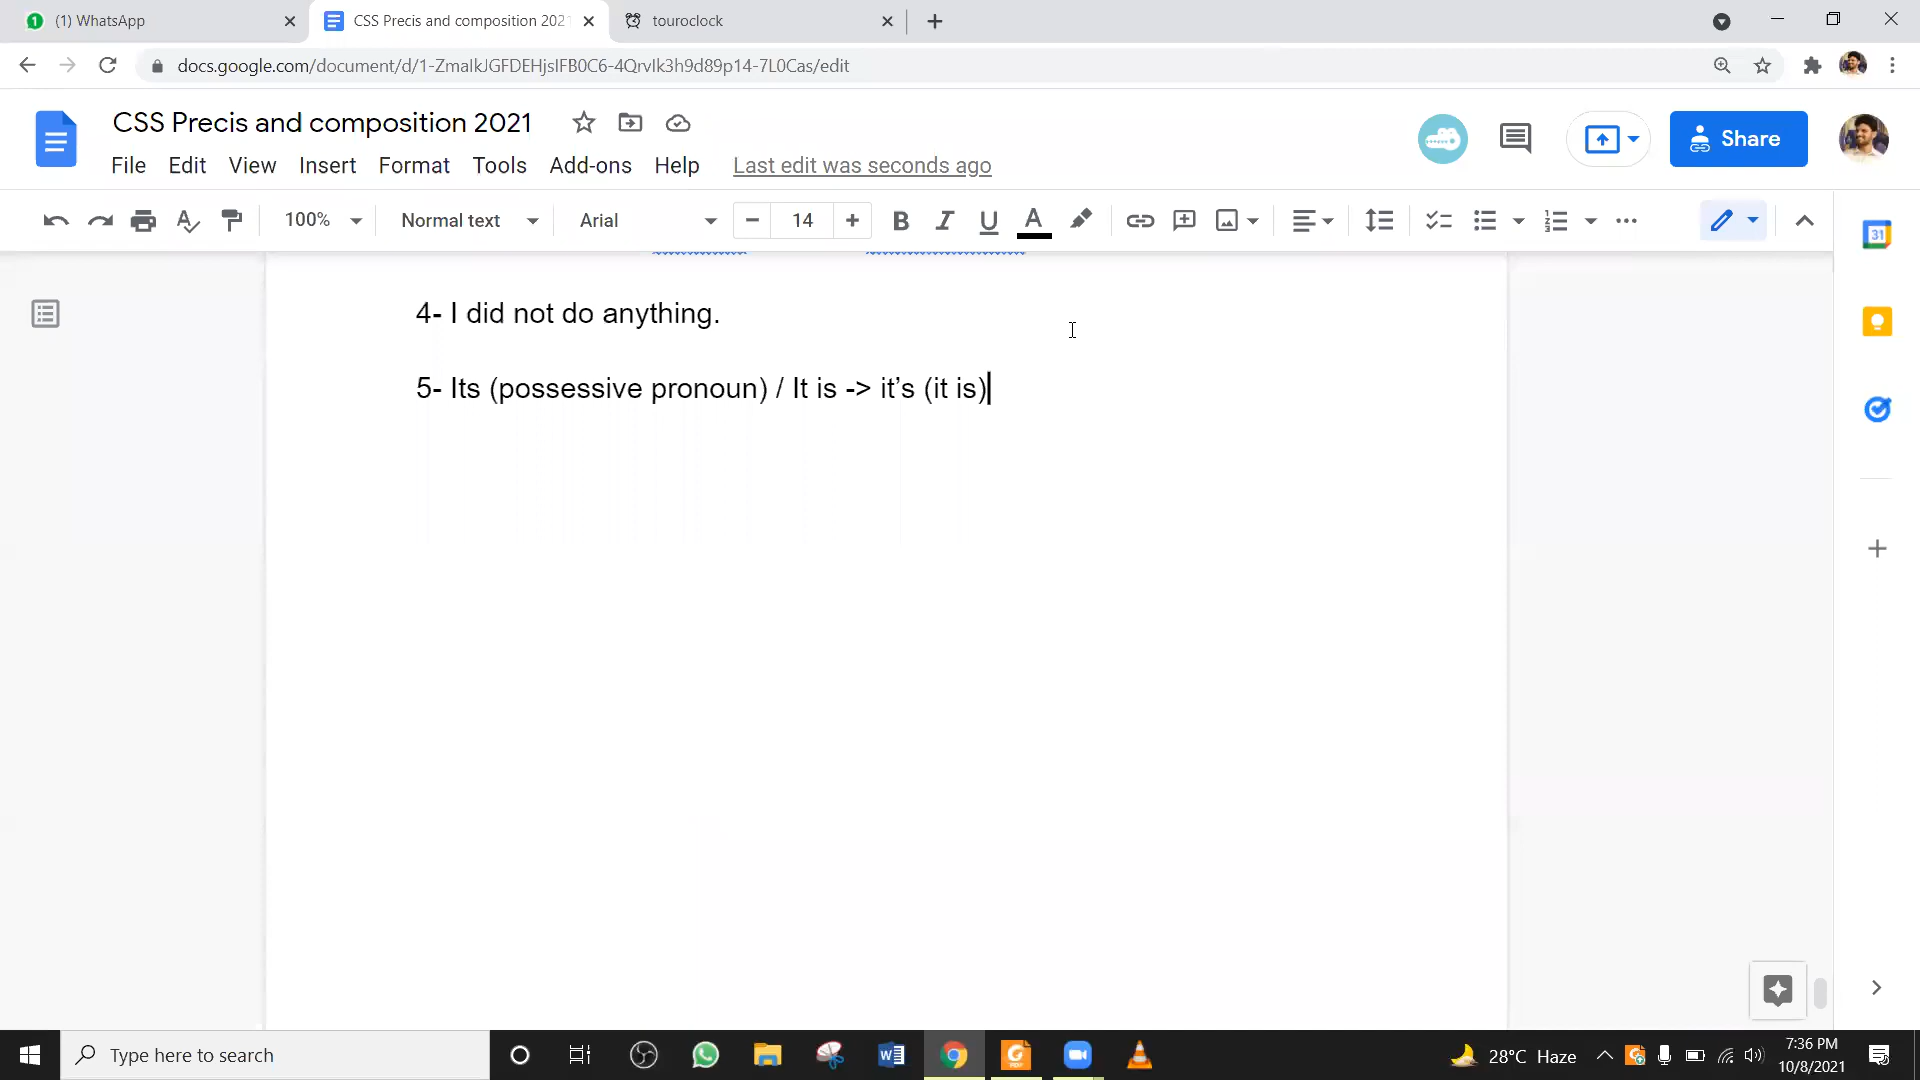 (1) WhatsApp
CSS Precis and composition 2021
touroclock
docs.google.com/document/d/1-ZmaIkJGFDEHjsIFB0C6-4QrvIk3h9d89p14-7L0Cas/edit
CSS Precis and composition 2021
Share
File Edit View Insert Format Tools Add-ons Help Last edit was seconds ago
100% Normal text Arial 14
4- I did not do anything.
5- Its (possessive pronoun) / It is -> it’s (it is)
Type here to search
28°C Haze
7:36 PM
10/8/2021